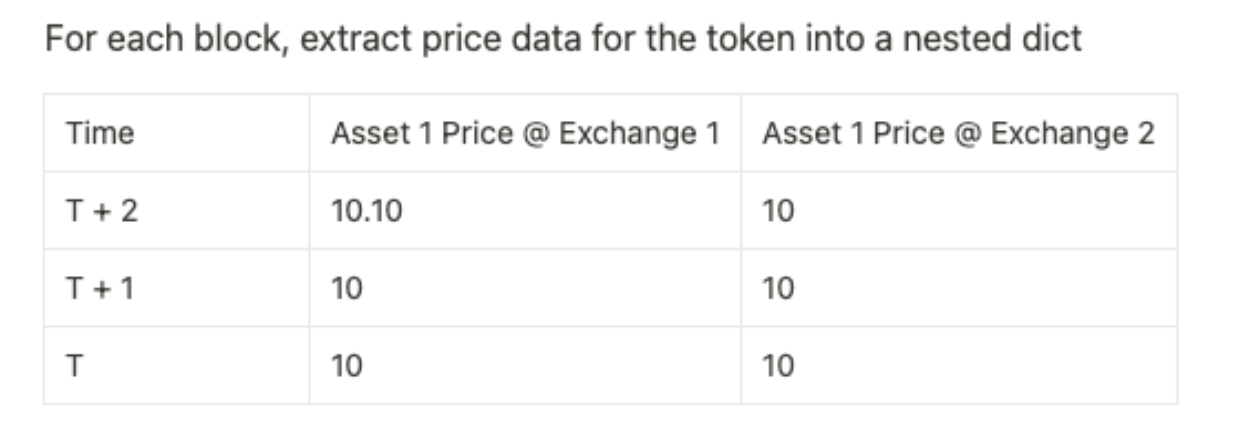 For each block, extract price data for the token into a nested dict
Time Asset 1 Price @ Exchange 1 Asset 1 Price @ Exchange 2
T + 2 10.10 10
T + 1 10 10
T 10 10